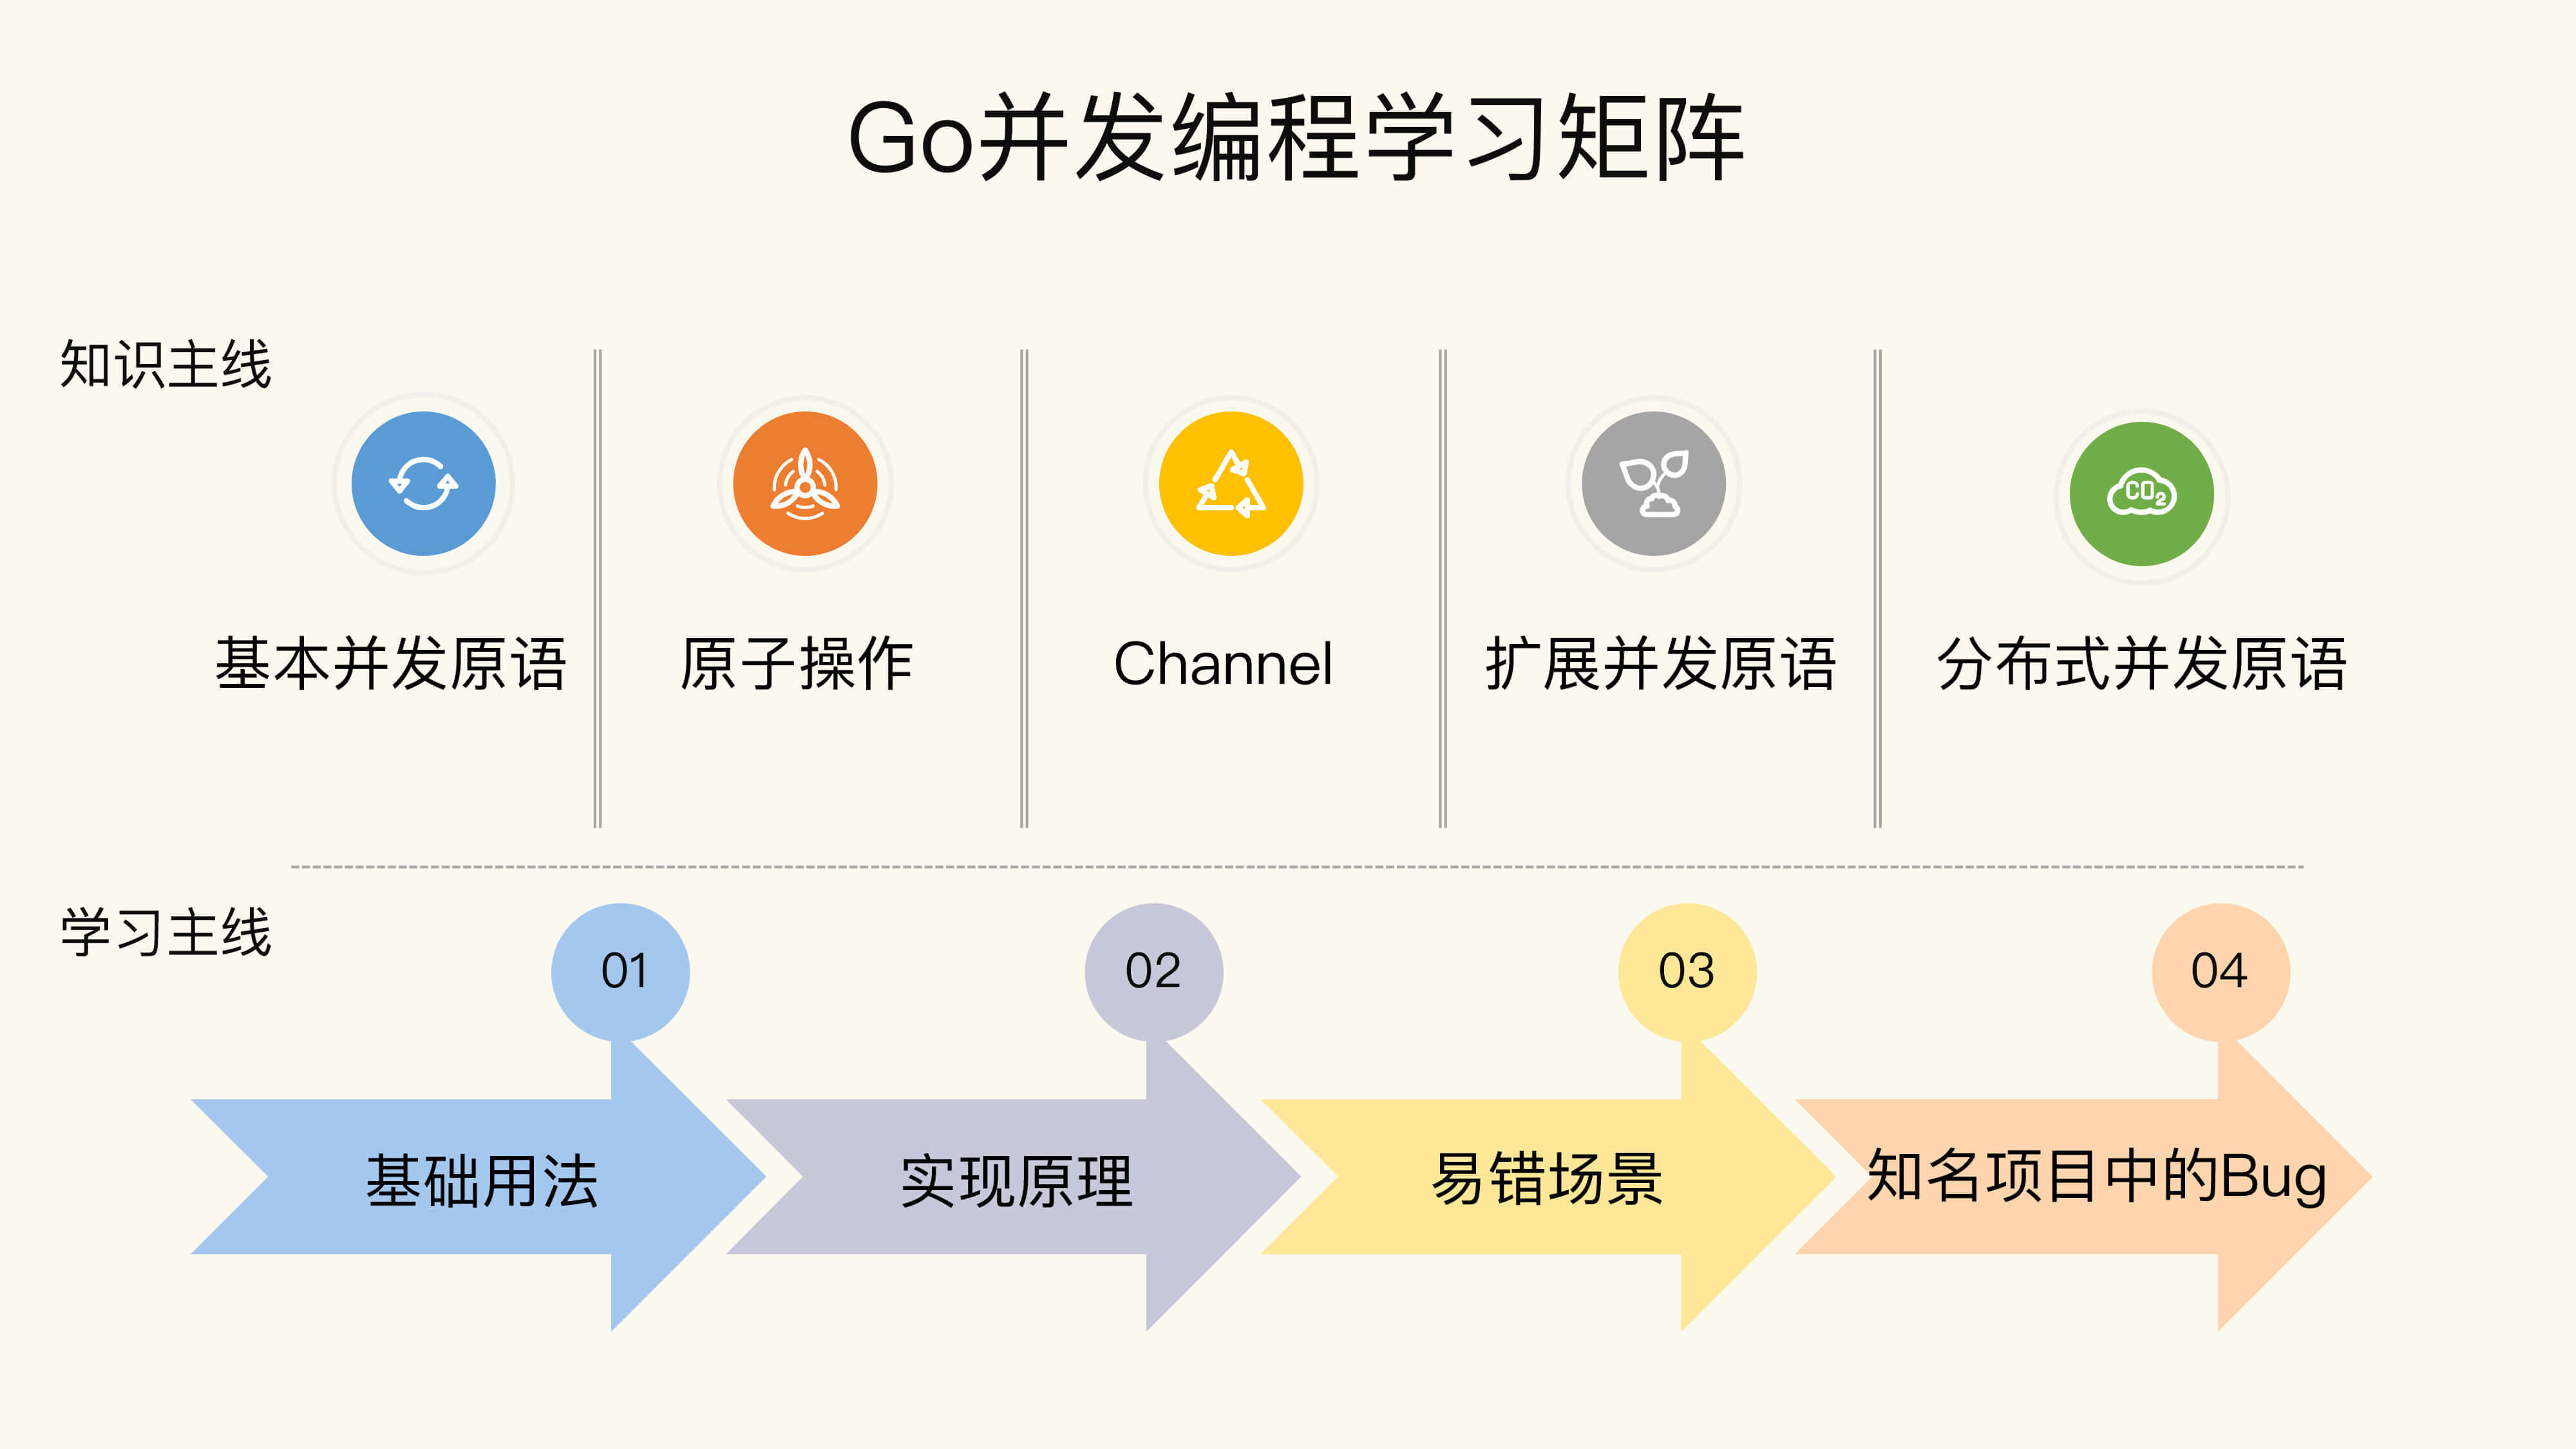 Go并发编程学习矩阵
知识主线
CO2
基本并发原语
原子操作
Channel
扩展并发原语
分布式并发原语
学习主线
01
02
03
04
基础用法
实现原理
易错场景
知名项目中的Bug